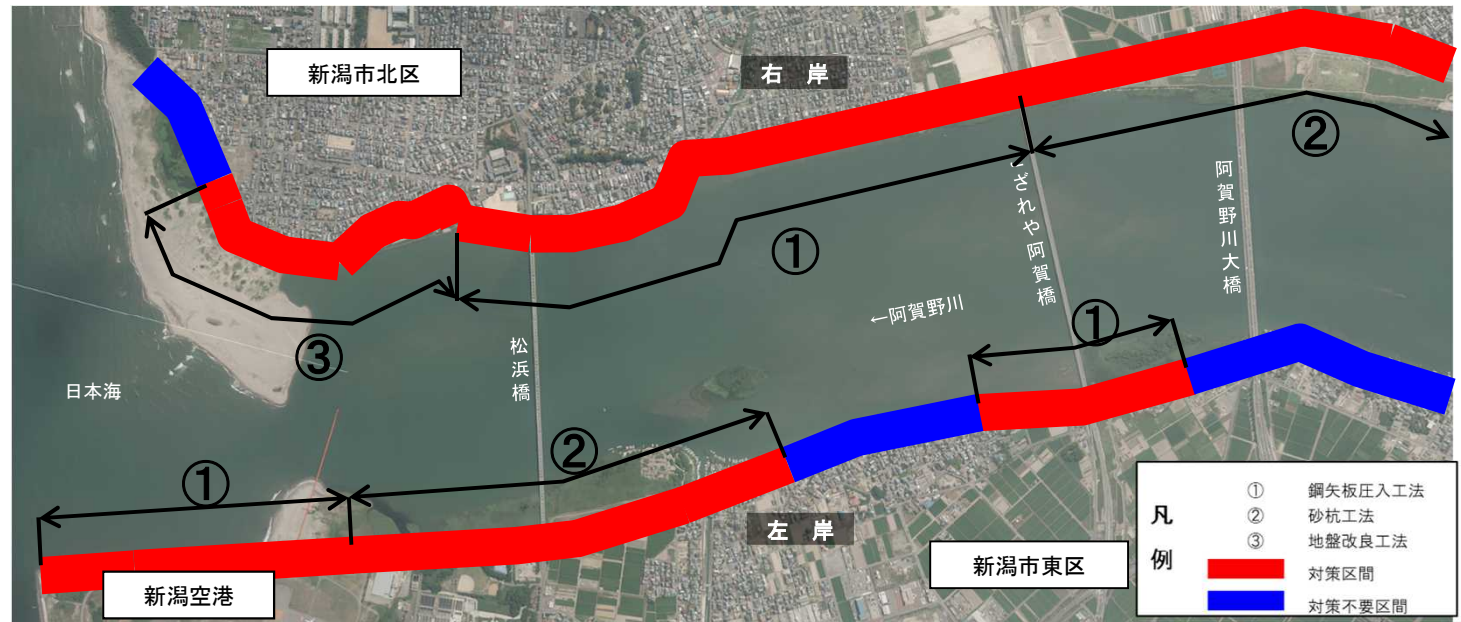 新潟市北区
右 岸
②
①
③
①
ざれや阿賀橋
阿賀野川大橋
←阿賀野川
松浜橋
日本海
①
②
左 岸
新潟空港
新潟市東区
凡例
① 鋼矢板圧入工法
② 砂杭工法
③ 地盤改良工法
対策区間
対策不要区間